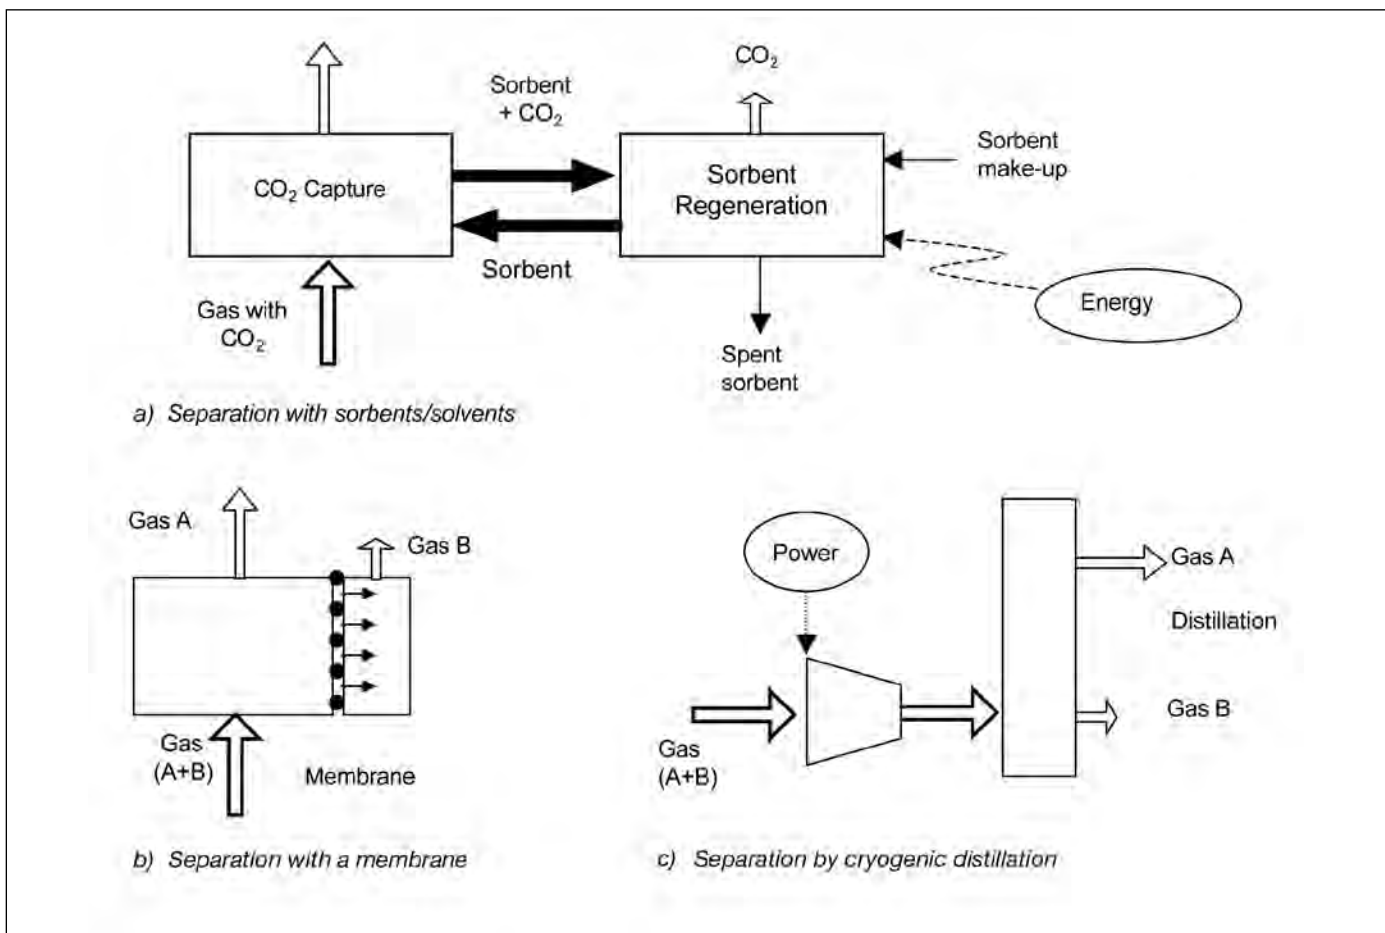 CO₂
Sorbent
+ CO₂
CO₂ Capture
Sorbent
Regeneration
Sorbent
make-up
Sorbent
Gas with
CO₂
Energy
Spent
sorbent
a) Separation with sorbents/solvents
Gas A
Gas B
Gas
(A+B)
Membrane
b) Separation with a membrane
Power
Gas A
Distillation
Gas B
Gas
(A+B)
c) Separation by cryogenic distillation